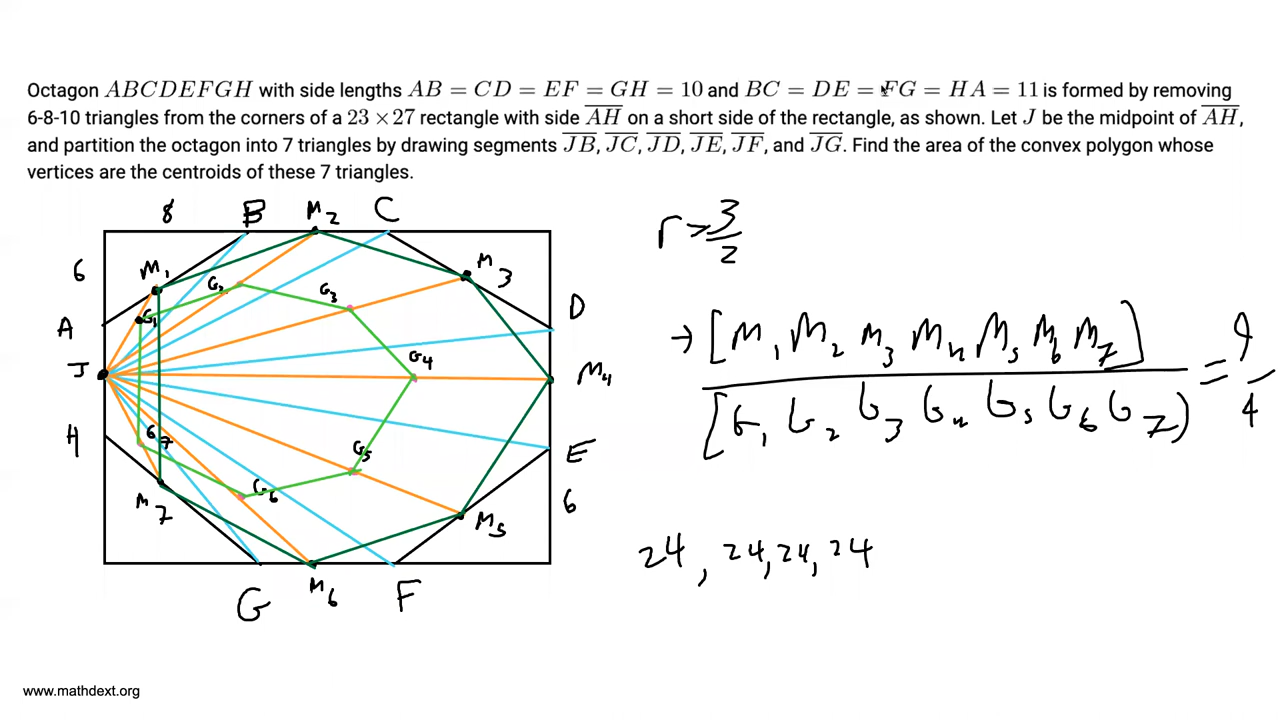 Octagon ABCDEFGH with side lengths AB = CD = EF = GH = 10 and BC = DE = FG = HA = 11 is formed by removing
6-8-10 triangles from the corners of a 23 × 27 rectangle with side AH on a short side of the rectangle, as shown. Let J be the midpoint of AH,
and partition the octagon into 7 triangles by drawing segments JB, JC, JD, JE, JF, and JG. Find the area of the convex polygon whose
vertices are the centroids of these 7 triangles.
8 B M₂ C
6 M₁ G₂ G₃ M₃
A G₁ D
J G₄ M₄
H G₇ G₅ E
M₇ G₆ M₅ 6
G M₆ F
r → 3/2
→ [M₁ M₂ M₃ M₄ M₅ M₆ M₇] / [G₁ G₂ G₃ G₄ G₅ G₆ G₇] = 9/4
24, 24, 24, 24
www.mathdext.org